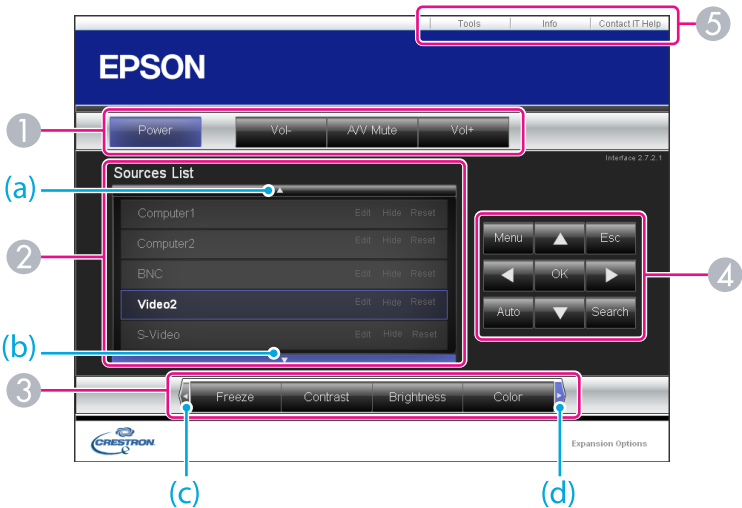 Tools Info Contact IT Help
5
EPSON
1
Power Vol- A/V Mute Vol+
Interface 2.7.2.1
Sources List
(a)
Computer1 Edit Hide Reset
Computer2 Edit Hide Reset
2
BNC Edit Hide Reset
Video2 Edit Hide Reset
S-Video Edit Hide Reset
(b)
Menu Esc
OK
4
Auto Search
3
Freeze Contrast Brightness Color
CRESTRON
Expansion Options
(c) (d)